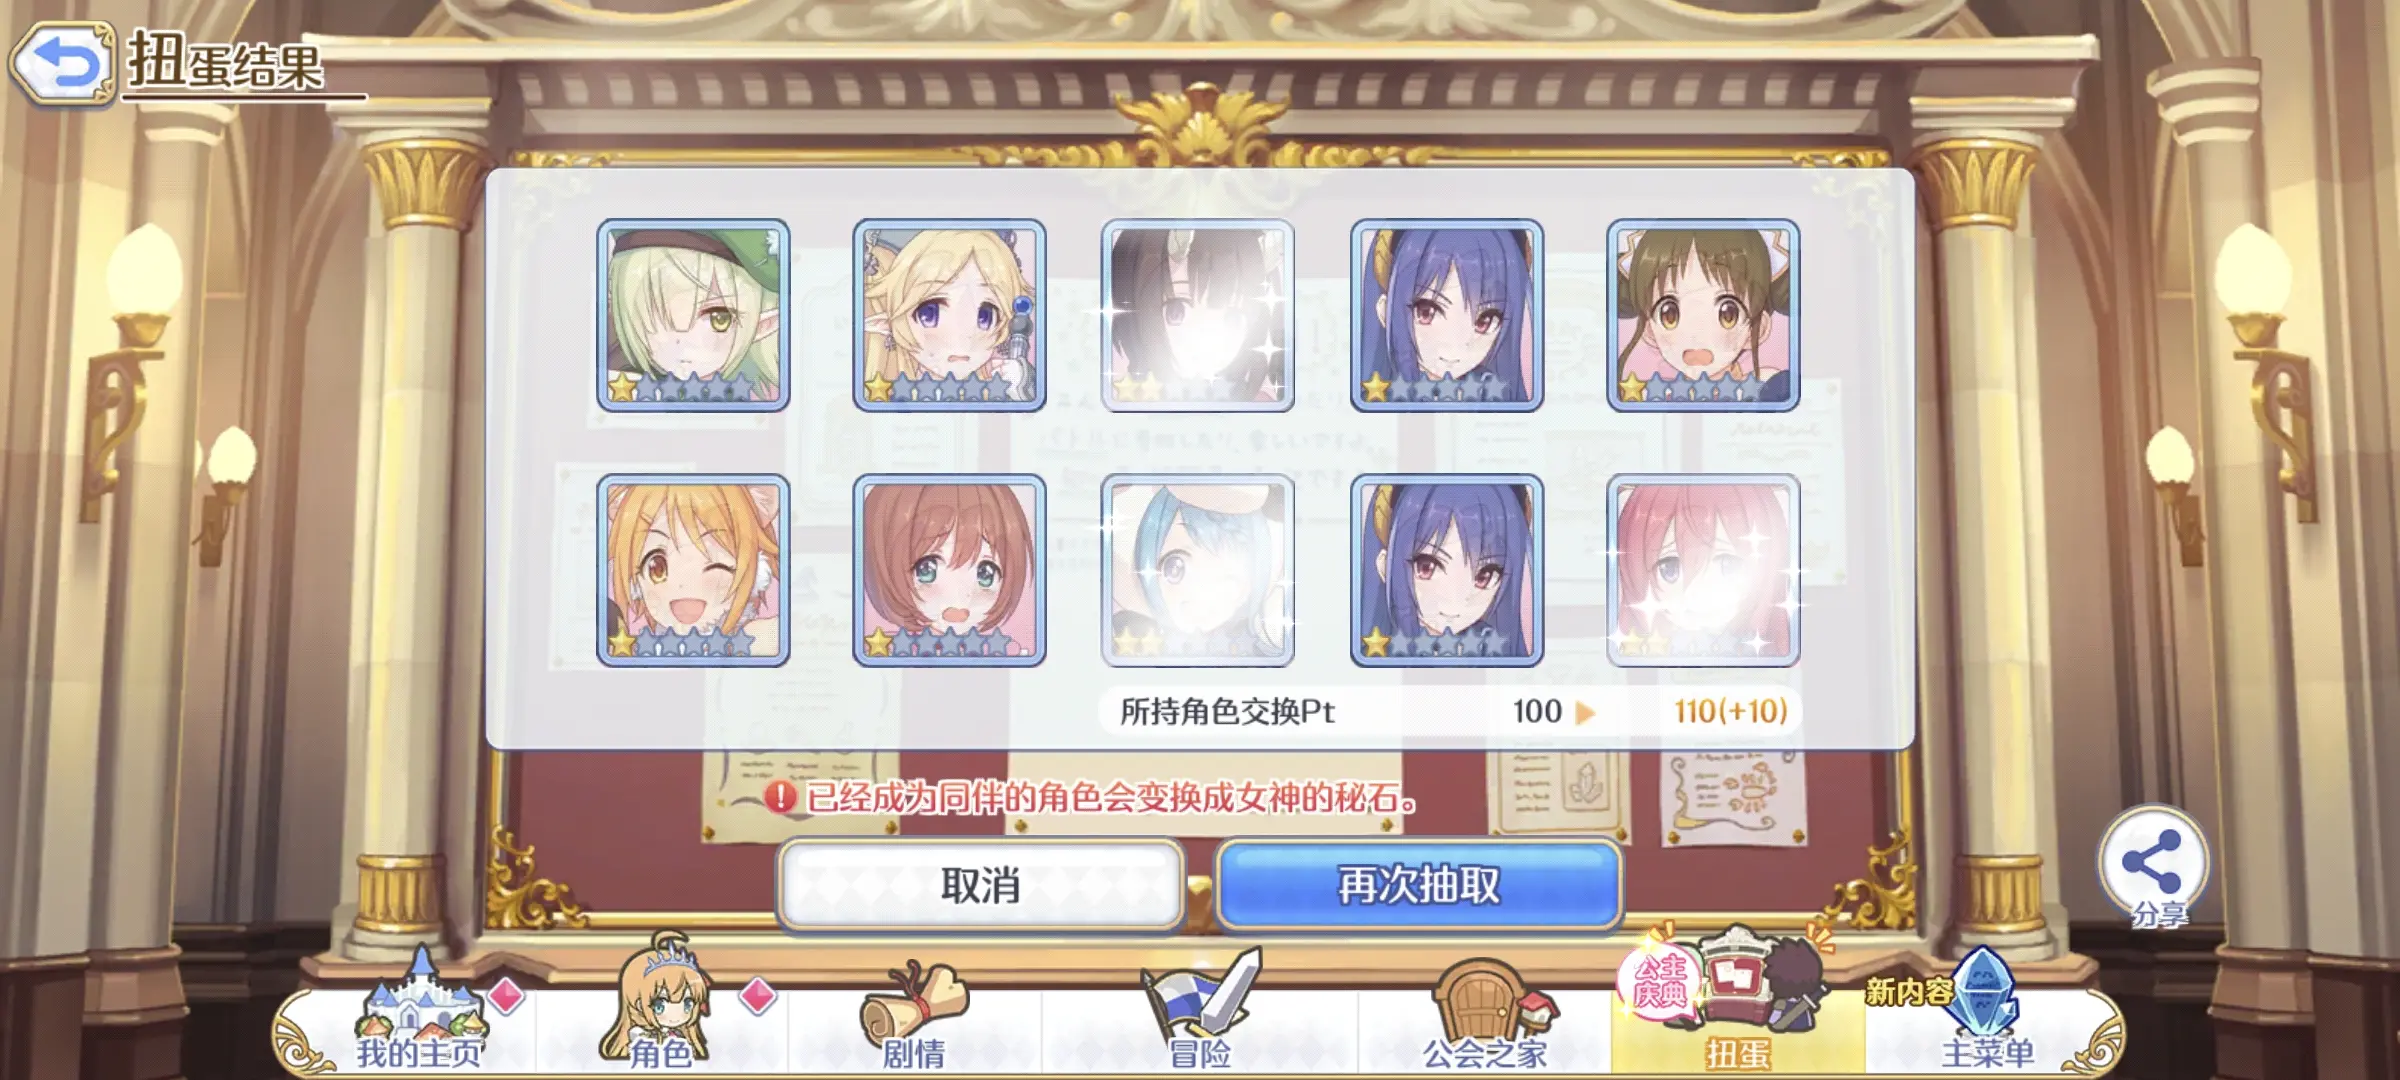 扭蛋结果
所持角色交换Pt 100 ▶ 110(+10)
已经成为同伴的角色会变换成女神的秘石。
取消
再次抽取
分享
公主
庆典
新内容
我的主页
角色
剧情
冒险
公会之家
扭蛋
主菜单